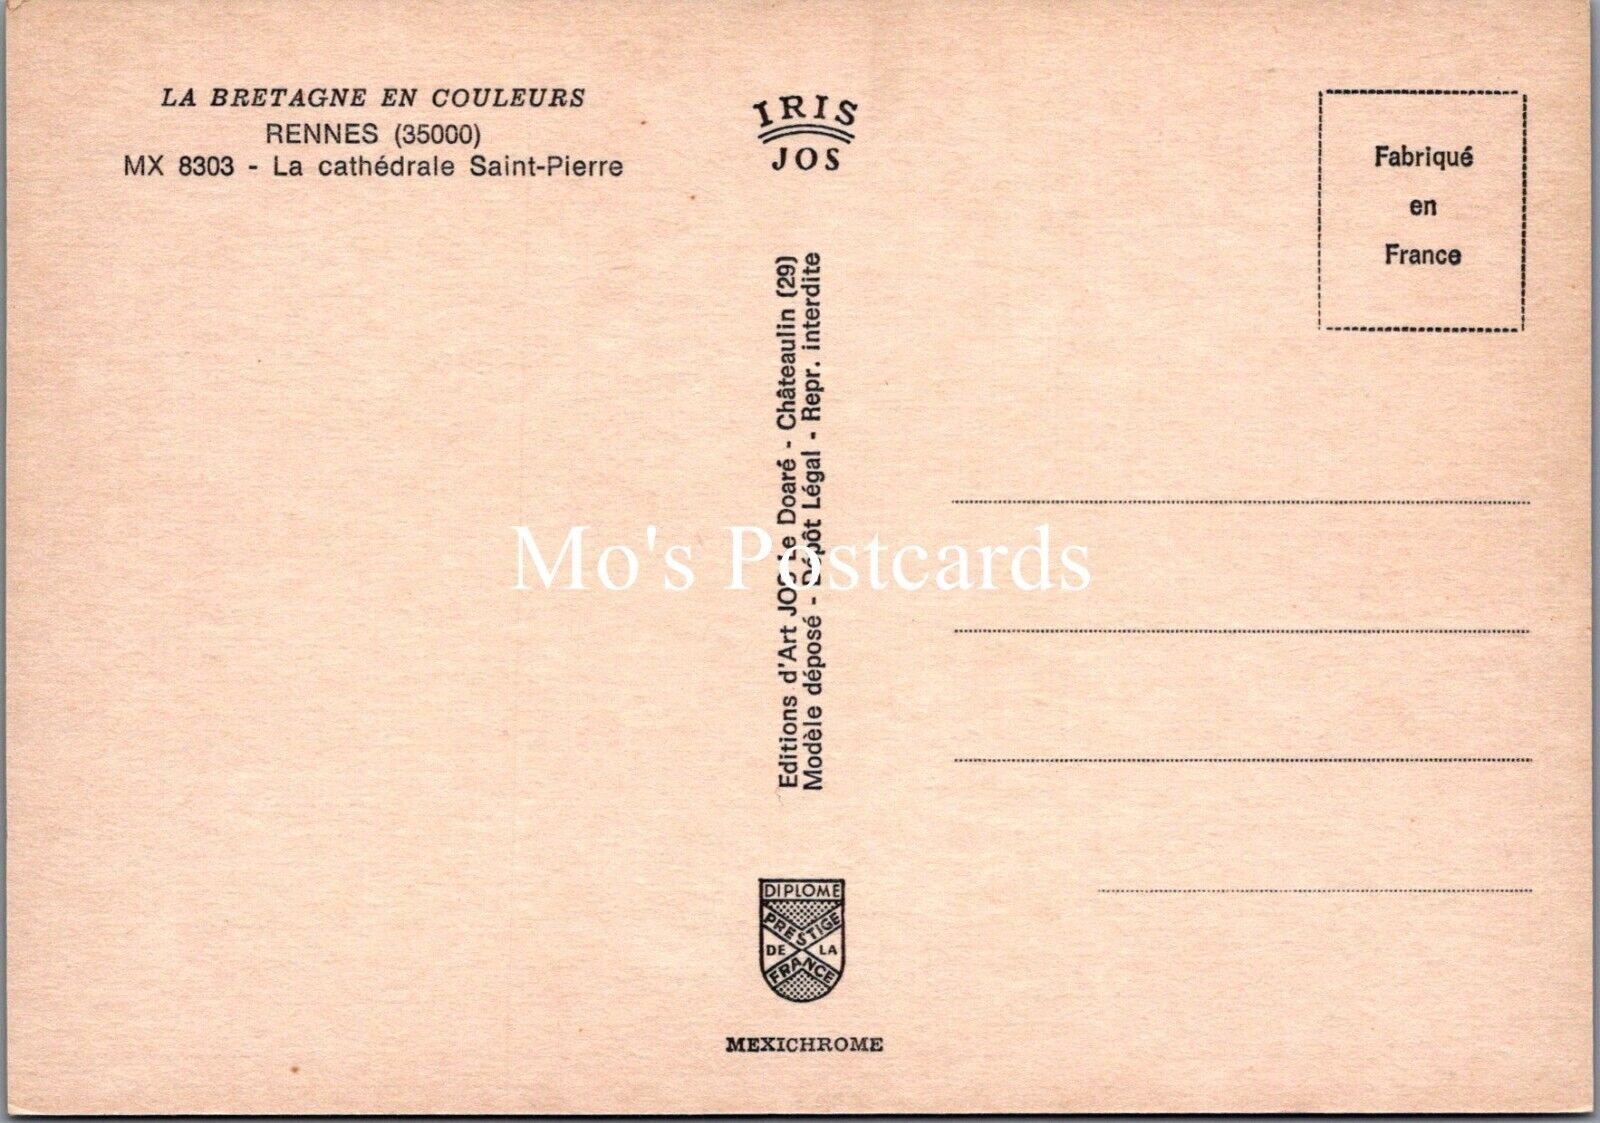 LA BRETAGNE EN COULEURS
RENNES (35000)
MX 8303 - La cathédrale Saint-Pierre
IRIS
JOS
Fabriqué
en
France
Editions d'Art JOS Le Doaré - Châteaulin (29)
Modèle déposé - Dépôt Légal - Repr. interdite
Mo's Postcards
DIPLOME
PRESTIGE
DE LA
FRANCE
MEXICHROME